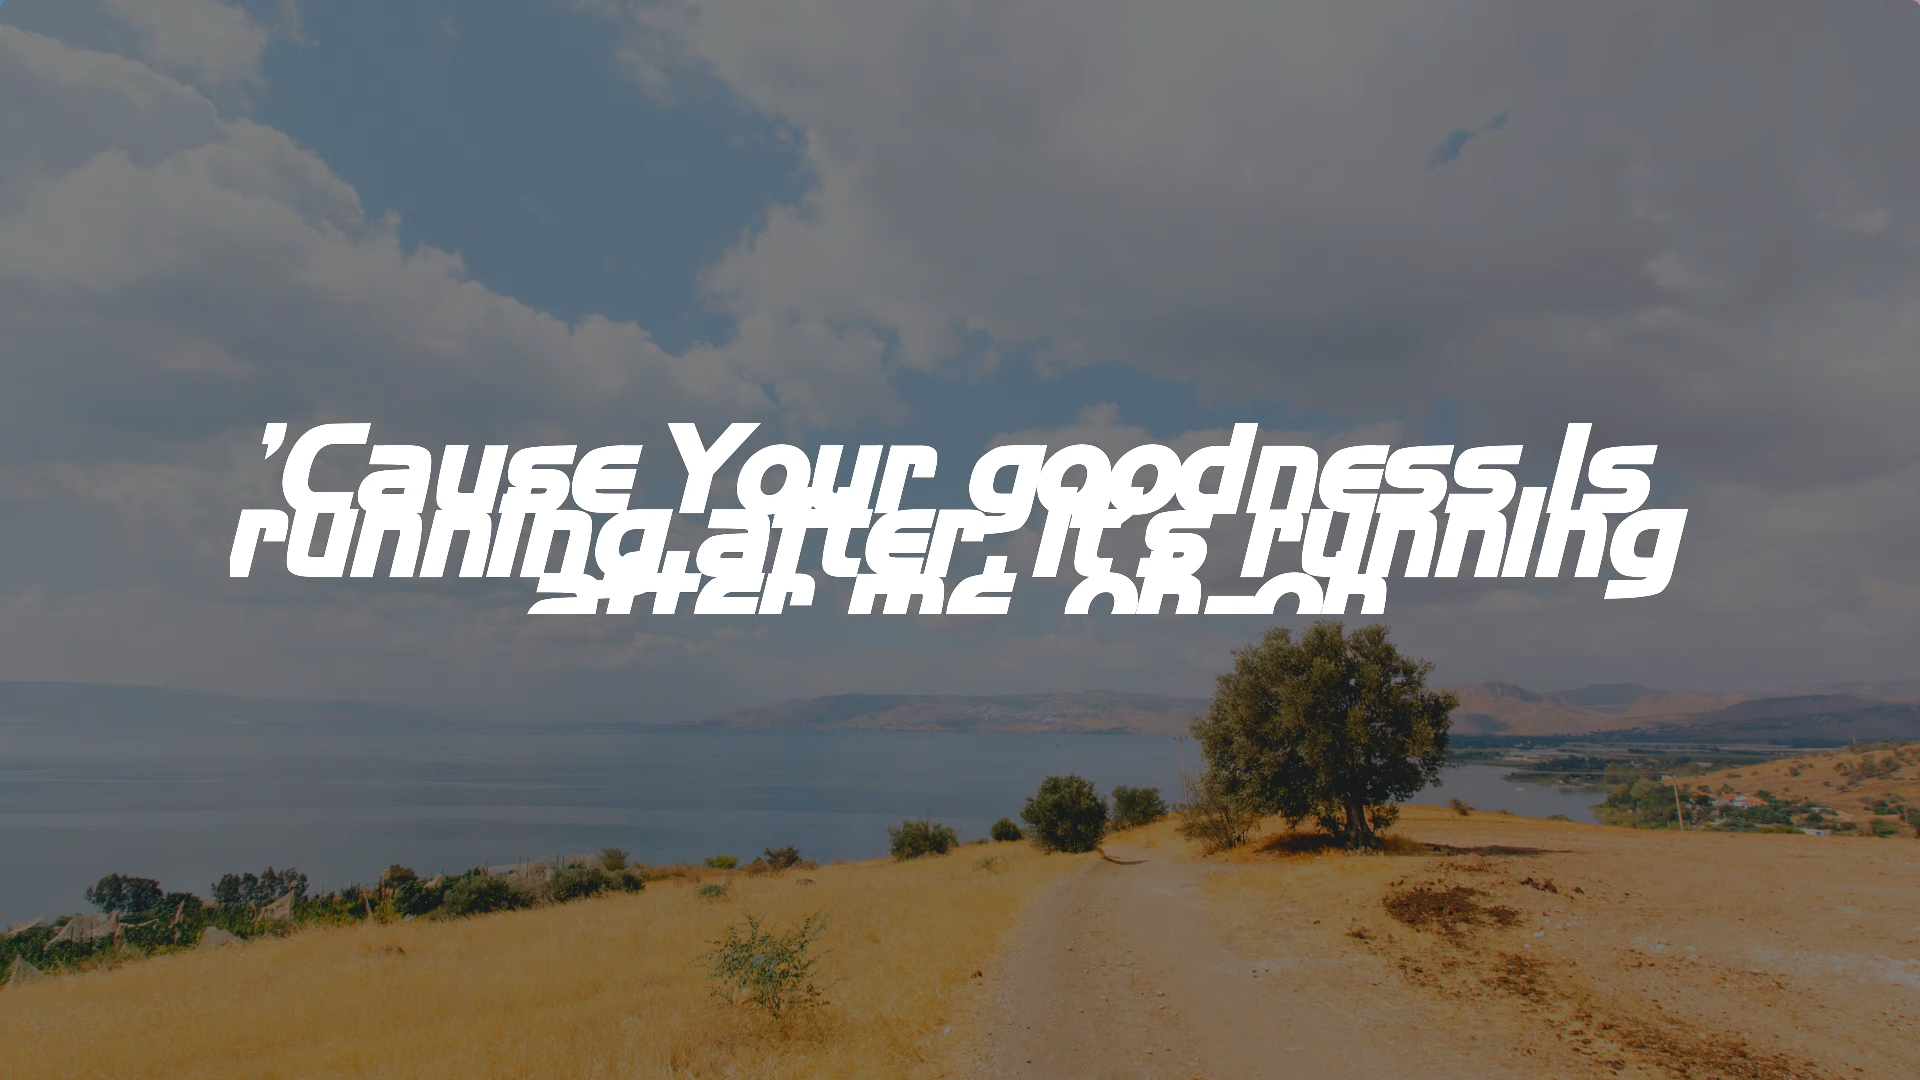 'Cause Your goodness is
running after, it's running
after me, oh-oh